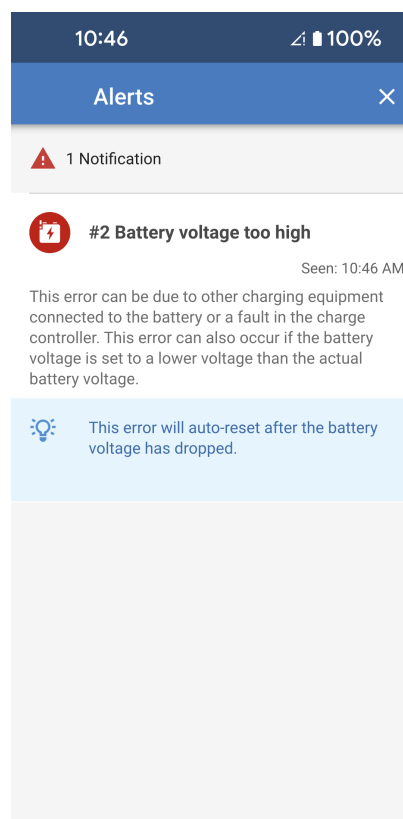 10:46 100%
Alerts
1 Notification
#2 Battery voltage too high
Seen: 10:46 AM
This error can be due to other charging equipment
connected to the battery or a fault in the charge
controller. This error can also occur if the battery
voltage is set to a lower voltage than the actual
battery voltage.
This error will auto-reset after the battery
voltage has dropped.